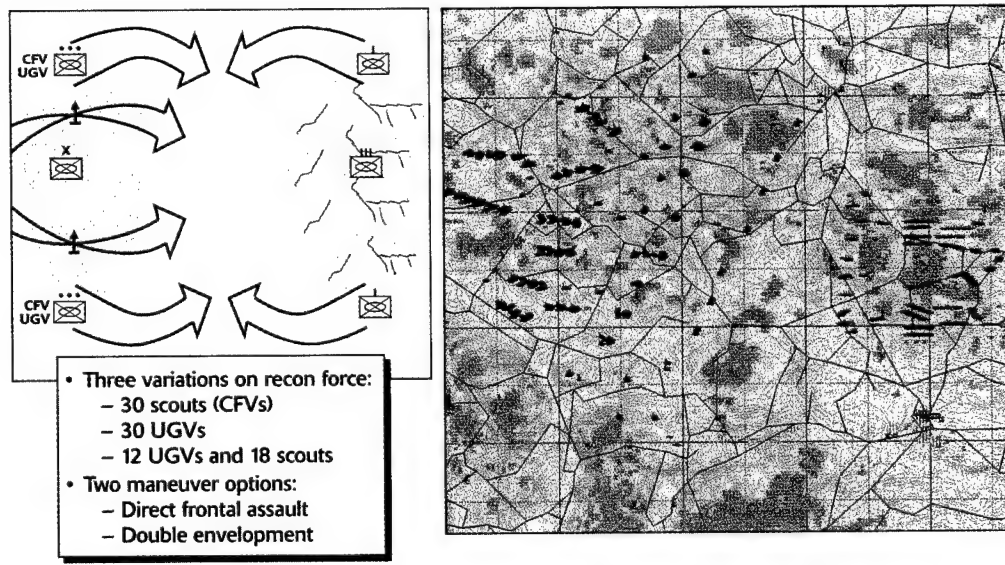 CFV
UGV
X
CFV
UGV
• Three variations on recon force:
– 30 scouts (CFVs)
– 30 UGVs
– 12 UGVs and 18 scouts
• Two maneuver options:
– Direct frontal assault
– Double envelopment